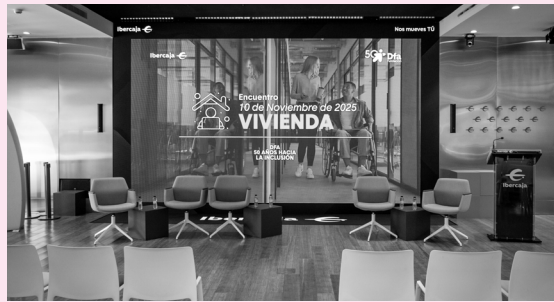 Ibercaja
Nos mueves TÚ
Ibercaja
50 Dfa
Encuentro
10 de Noviembre de 2025
VIVIENDA
DFA
50 AÑOS HACIA
LA INCLUSIÓN
Ibercaja
Ibercaja